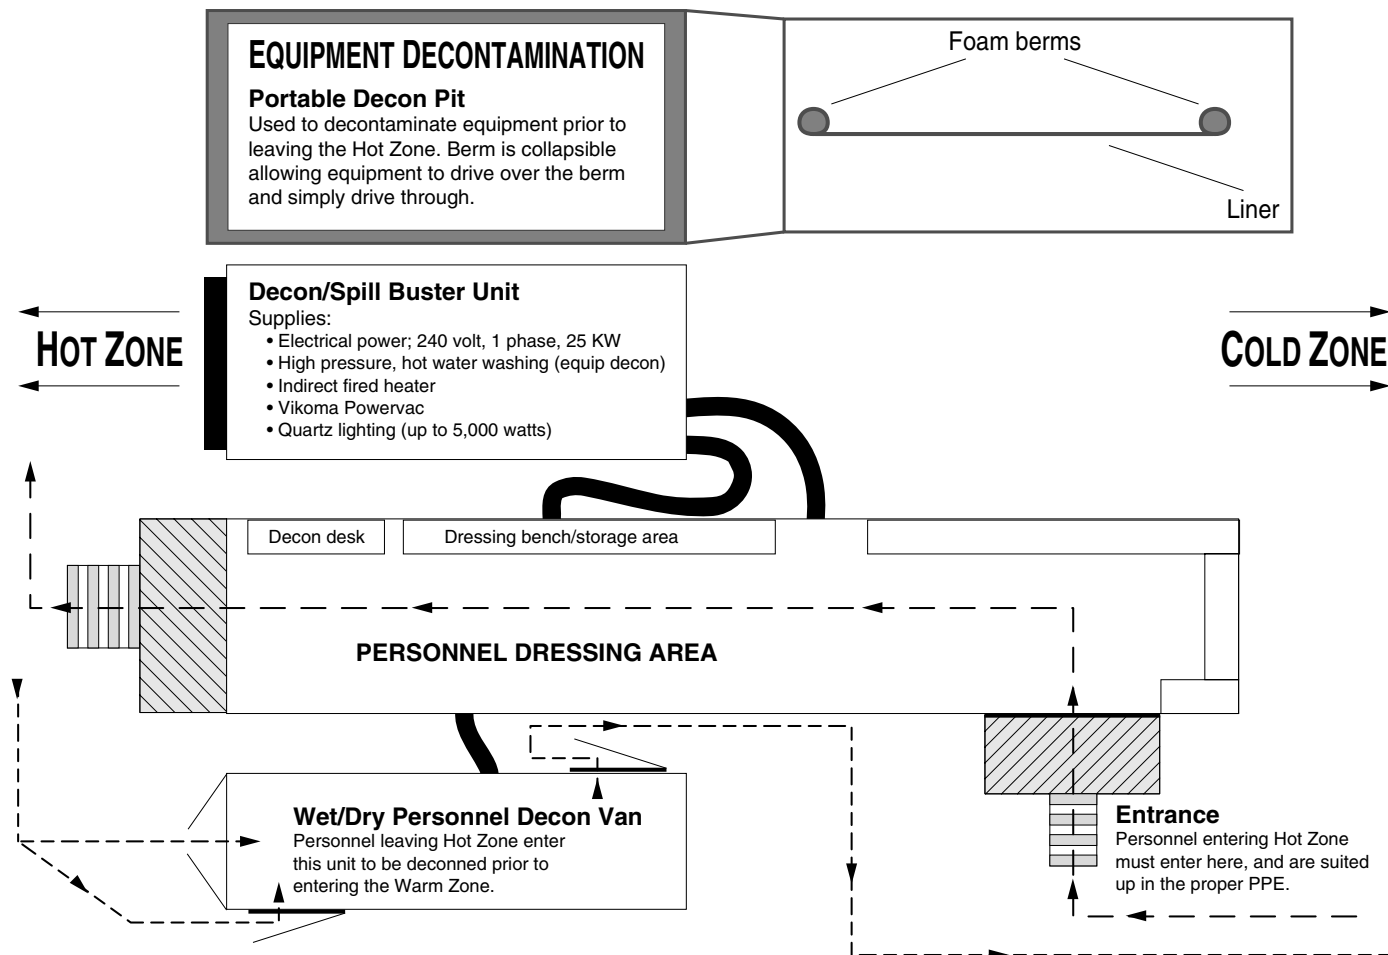 EQUIPMENT DECONTAMINATION
Portable Decon Pit
Used to decontaminate equipment prior to
leaving the Hot Zone. Berm is collapsible
allowing equipment to drive over the berm
and simply drive through.
Foam berms
Liner
HOT ZONE
Decon/Spill Buster Unit
Supplies:
• Electrical power; 240 volt, 1 phase, 25 KW
• High pressure, hot water washing (equip decon)
• Indirect fired heater
• Vikoma Powervac
• Quartz lighting (up to 5,000 watts)
COLD ZONE
Decon desk
Dressing bench/storage area
PERSONNEL DRESSING AREA
Wet/Dry Personnel Decon Van
Personnel leaving Hot Zone enter
this unit to be deconned prior to
entering the Warm Zone.
Entrance
Personnel entering Hot Zone
must enter here, and are suited
up in the proper PPE.